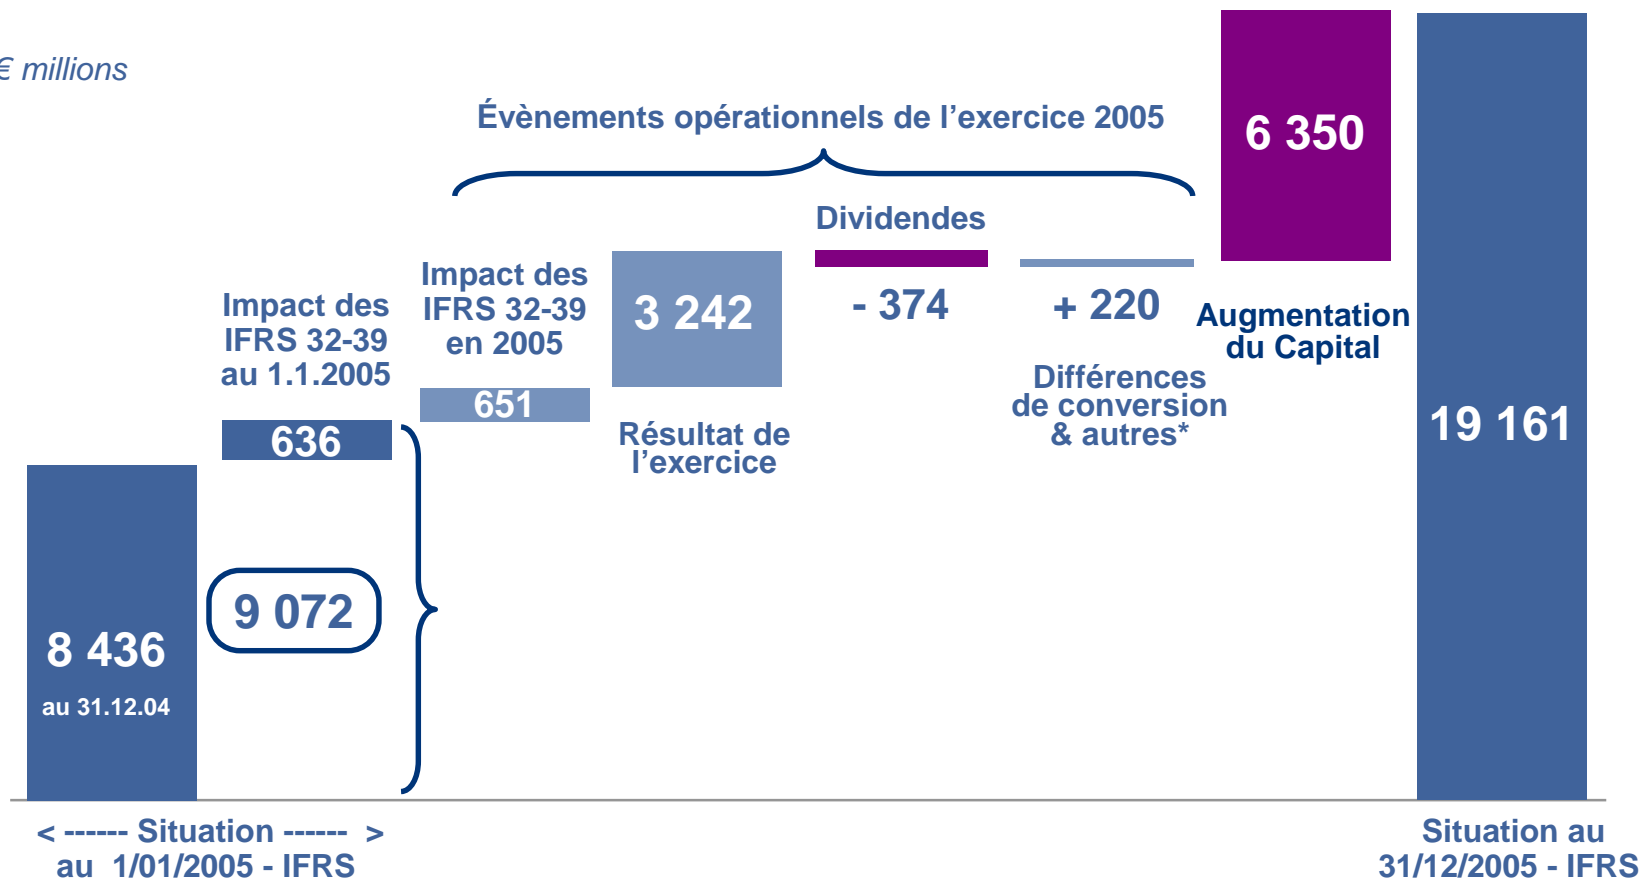 € millions
Évènements opérationnels de l'exercice 2005
8 436
au 31.12.04
Impact des
IFRS 32-39
au 1.1.2005
636
9 072
Impact des
IFRS 32-39
en 2005
651
3 242
Résultat de
l'exercice
Dividendes
- 374
+ 220
Différences
de conversion
& autres*
6 350
Augmentation
du Capital
19 161
< ------ Situation ------ >
au 1/01/2005 - IFRS
Situation au
31/12/2005 - IFRS